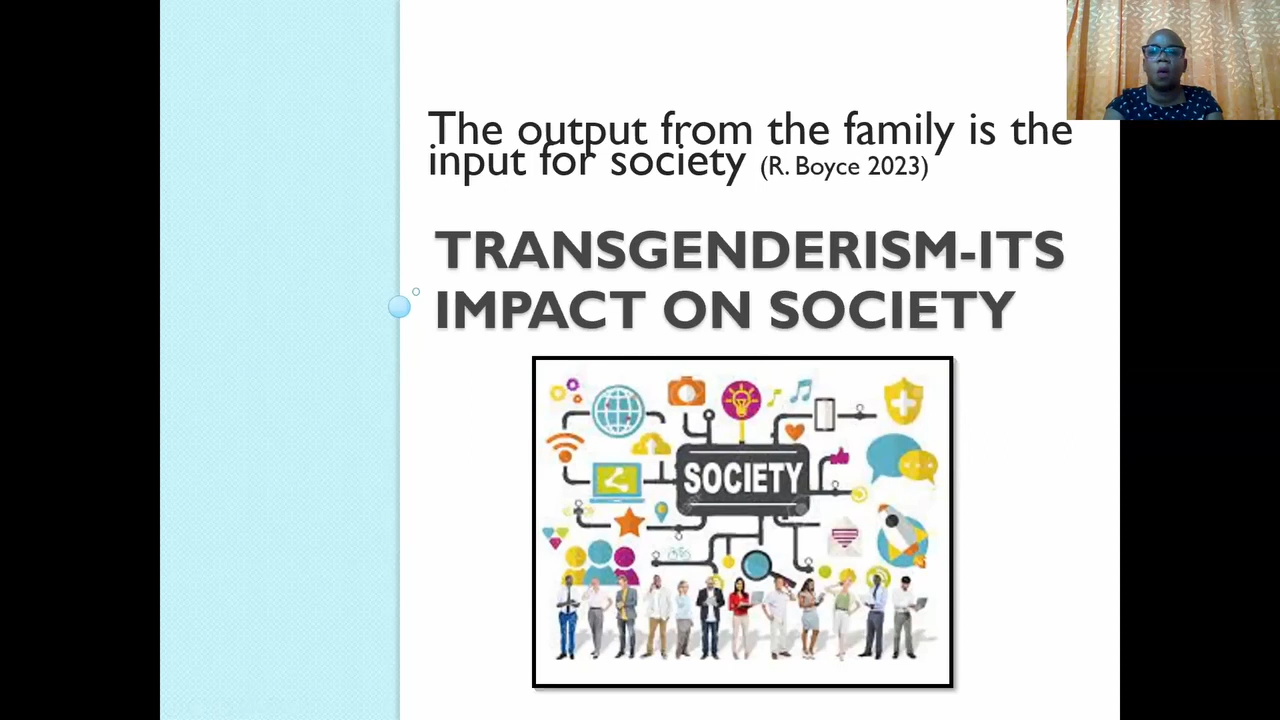 The output from the family is the
input for society (R. Boyce 2023)
TRANSGENDERISM-ITS
IMPACT ON SOCIETY
SOCIETY